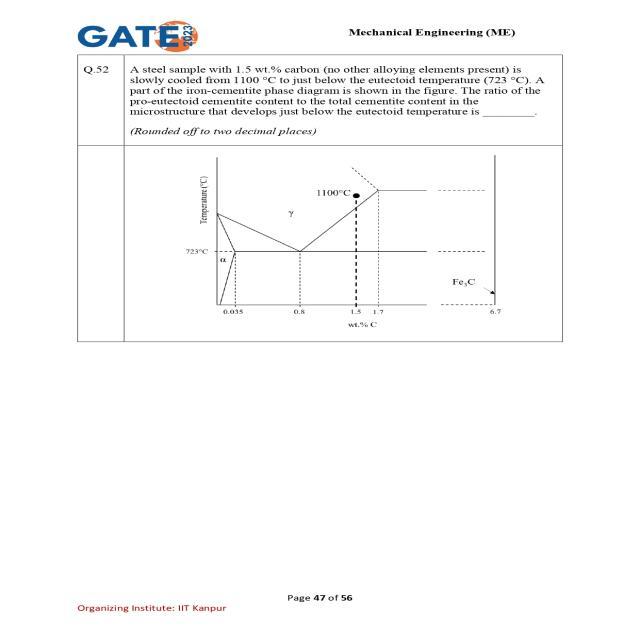 GATE 2023
Mechanical Engineering (ME)
Q.52
A steel sample with 1.5 wt.% carbon (no other alloying elements present) is
slowly cooled from 1100 °C to just below the eutectoid temperature (723 °C). A
part of the iron-cementite phase diagram is shown in the figure. The ratio of the
pro-eutectoid cementite content to the total cementite content in the
microstructure that develops just below the eutectoid temperature is _________.
(Rounded off to two decimal places)
Temperature (°C)
1100°C
γ
723°C
α
Fe₃C
0.035 0.8 1.5 1.7 6.7
wt.% C
Page 47 of 56
Organizing Institute: IIT Kanpur